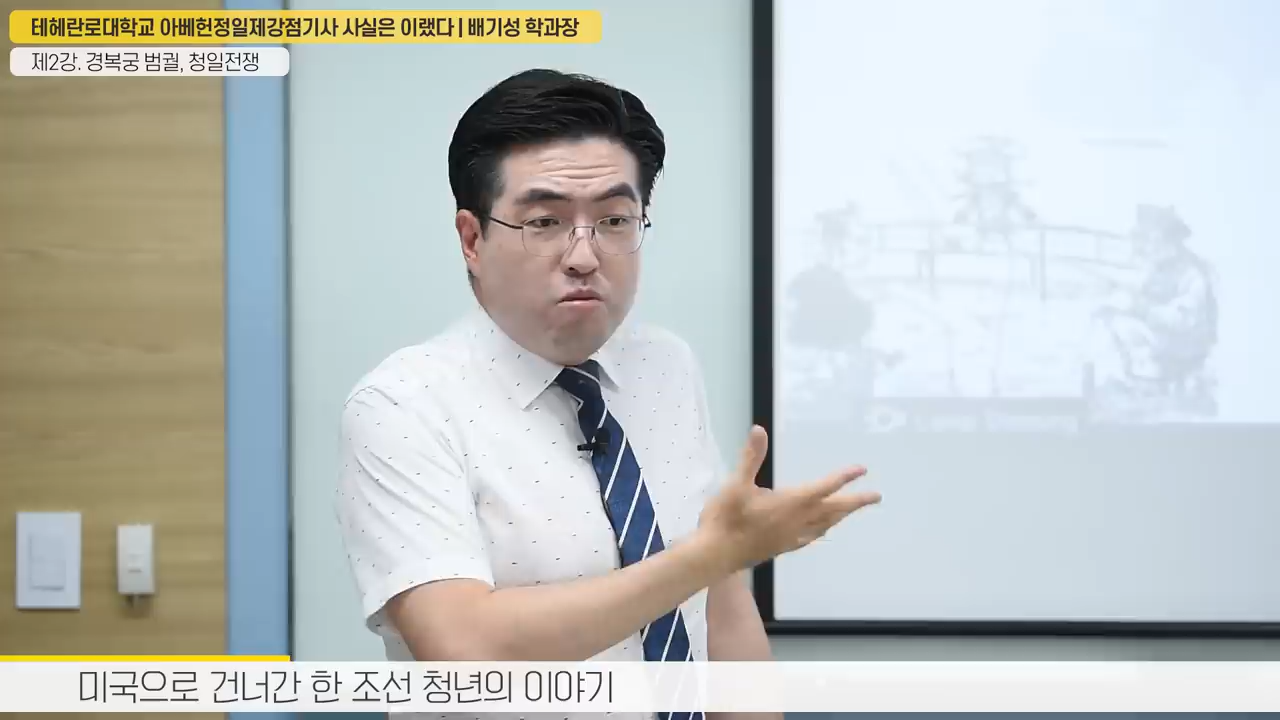 테헤란로대학교 아베헌정일제강점기사 사실은 이랬다 | 배기성 학과장
제2강. 경복궁 범궐, 청일전쟁
미국으로 건너간 한 조선 청년의 이야기